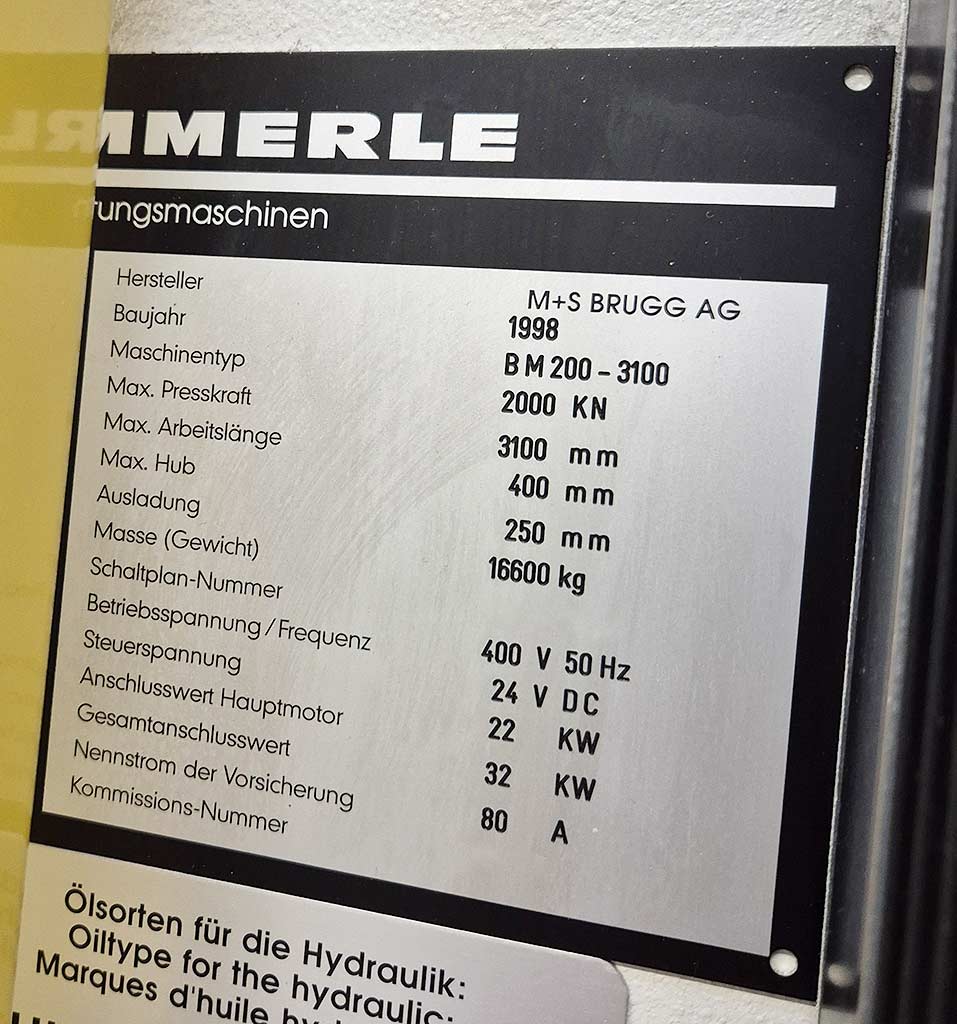 MMERLE
tungsmaschinen
Hersteller M+S BRUGG AG
Baujahr 1998
Maschinentyp BM 200 – 3100
Max. Presskraft 2000 KN
Max. Arbeitslänge 3100 mm
Max. Hub 400 mm
Ausladung 250 mm
Masse (Gewicht) 16600 kg
Schaltplan-Nummer
Betriebsspannung / Frequenz 400 V 50 Hz
Steuerspannung 24 V DC
Anschlusswert Hauptmotor 22 KW
Gesamtanschlusswert 32 KW
Nennstrom der Vorsicherung 80 A
Kommissions-Nummer
Ölsorten für die Hydraulik:
Oiltype for the hydraulic:
Marques d'huile